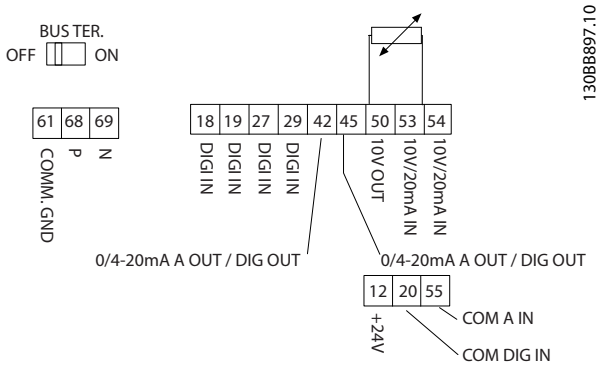 130BB897.10
BUS TER.
OFF ON
61 68 69
COMM. GND
P
N
18 19 27 29 42 45 50 53 54
DIGI IN
DIGI IN
DIGI IN
DIGI IN
10V OUT
10V/20mA IN
10V/20mA IN
0/4-20mA A OUT / DIG OUT
0/4-20mA A OUT / DIG OUT
12 20 55
+24V
COM A IN
COM DIG IN